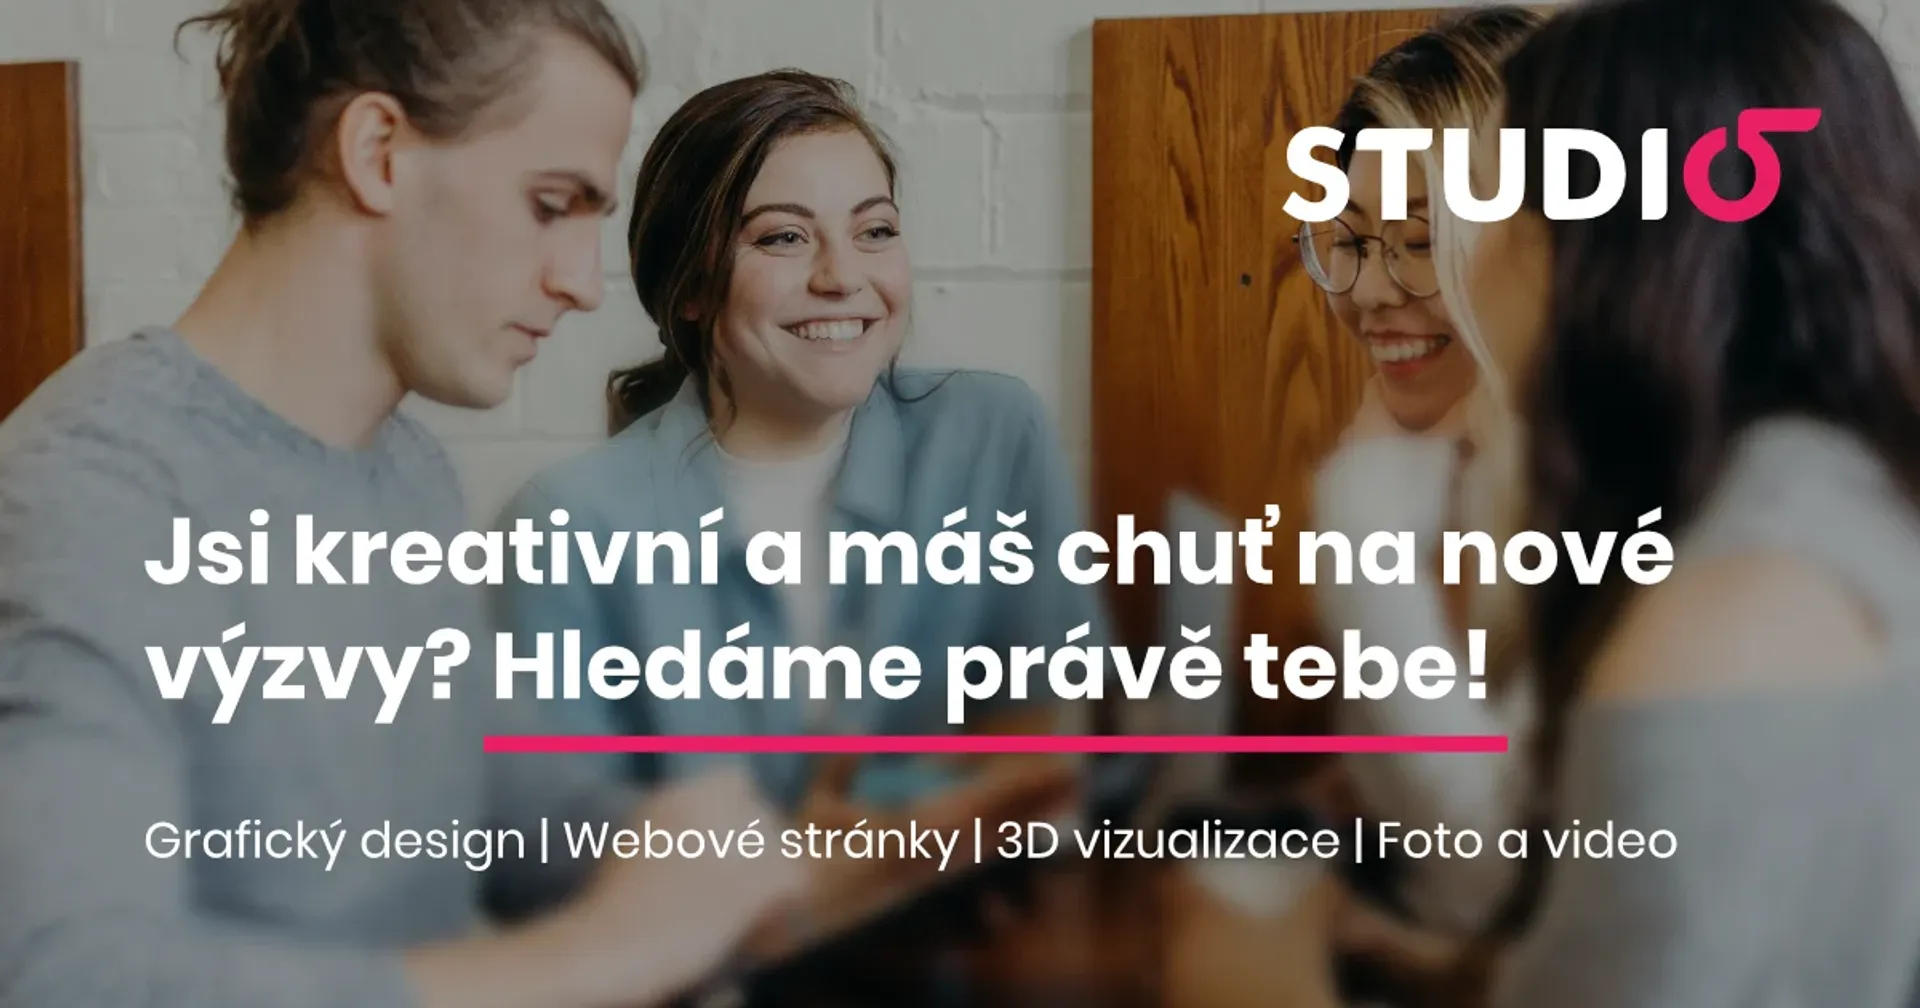 STUDIO
Jsi kreativní a máš chuť na nové
výzvy? Hledáme právě tebe!
Grafický design | Webové stránky | 3D vizualizace | Foto a video